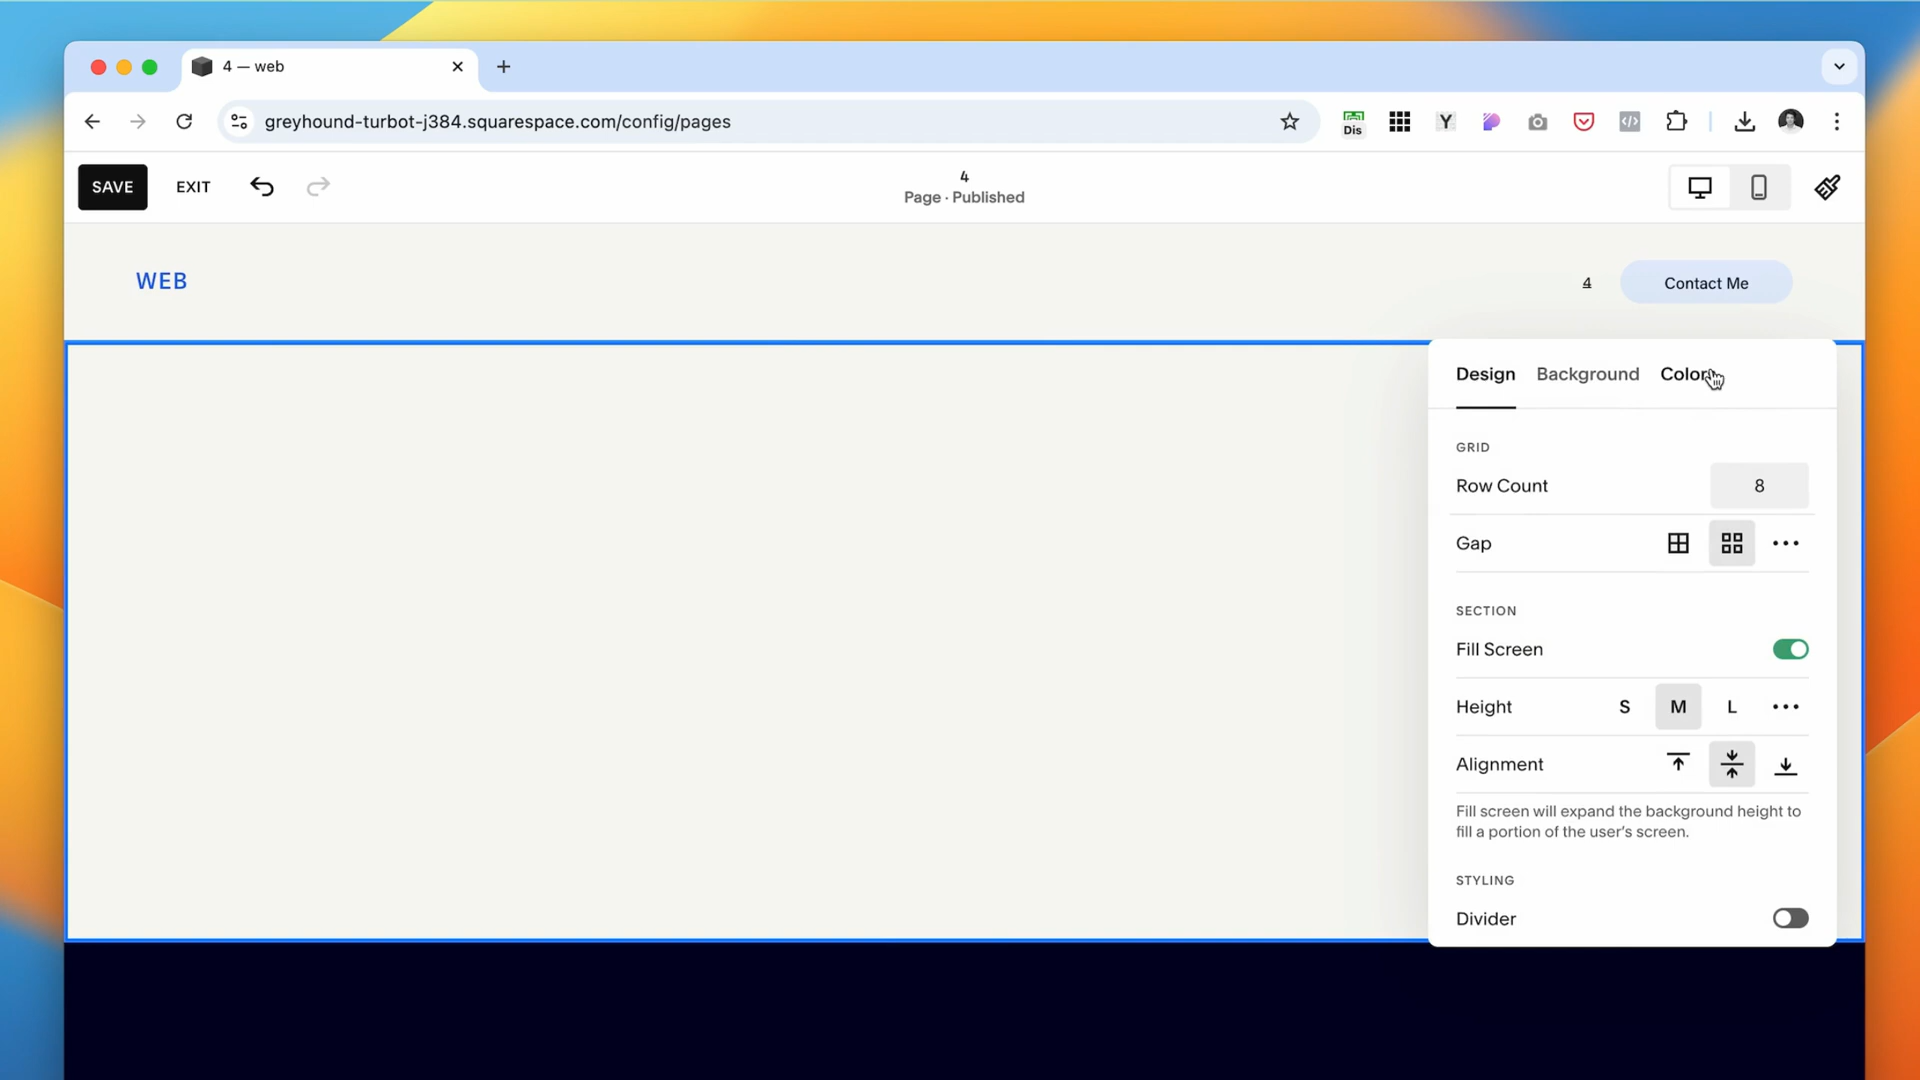 4 — web
greyhound-turbot-j384.squarespace.com/config/pages
Dis
Y
SAVE
EXIT
4
Page · Published
WEB
4
Contact Me
Design
Background
Color
GRID
Row Count
8
Gap
SECTION
Fill Screen
Height
S
M
L
Alignment
Fill screen will expand the background height to
fill a portion of the user's screen.
STYLING
Divider